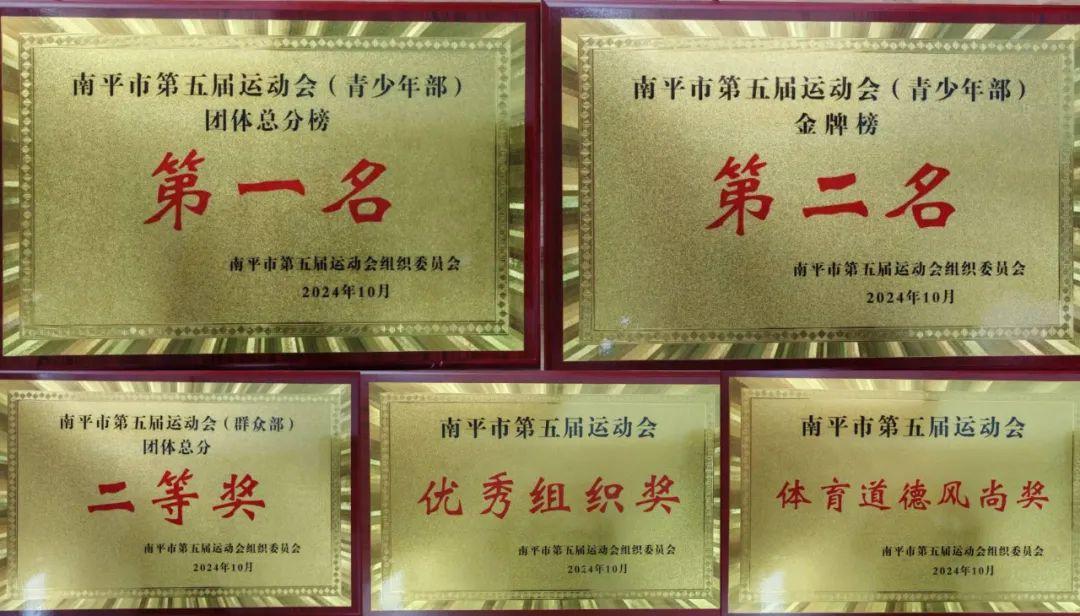 南平市第五届运动会（青少年部）
团体总分榜
第一名
南平市第五届运动会组织委员会
2024年10月
南平市第五届运动会（青少年部）
金牌榜
第二名
南平市第五届运动会组织委员会
2024年10月
南平市第五届运动会（群众部）
团体总分
二等奖
南平市第五届运动会组织委员会
2024年10月
南平市第五届运动会
优秀组织奖
南平市第五届运动会组织委员会
2024年10月
南平市第五届运动会
体育道德风尚奖
南平市第五届运动会组织委员会
2024年10月